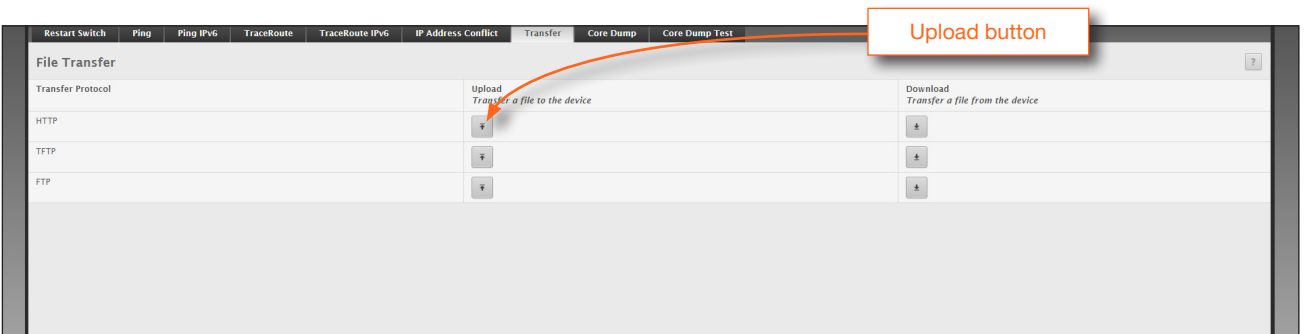 Upload button
Restart Switch Ping Ping IPv6 TraceRoute TraceRoute IPv6 IP Address Conflict Transfer Core Dump Core Dump Test
File Transfer
?
Transfer Protocol Upload Download
Transfer a file to the device Transfer a file from the device
HTTP
TFTP
FTP